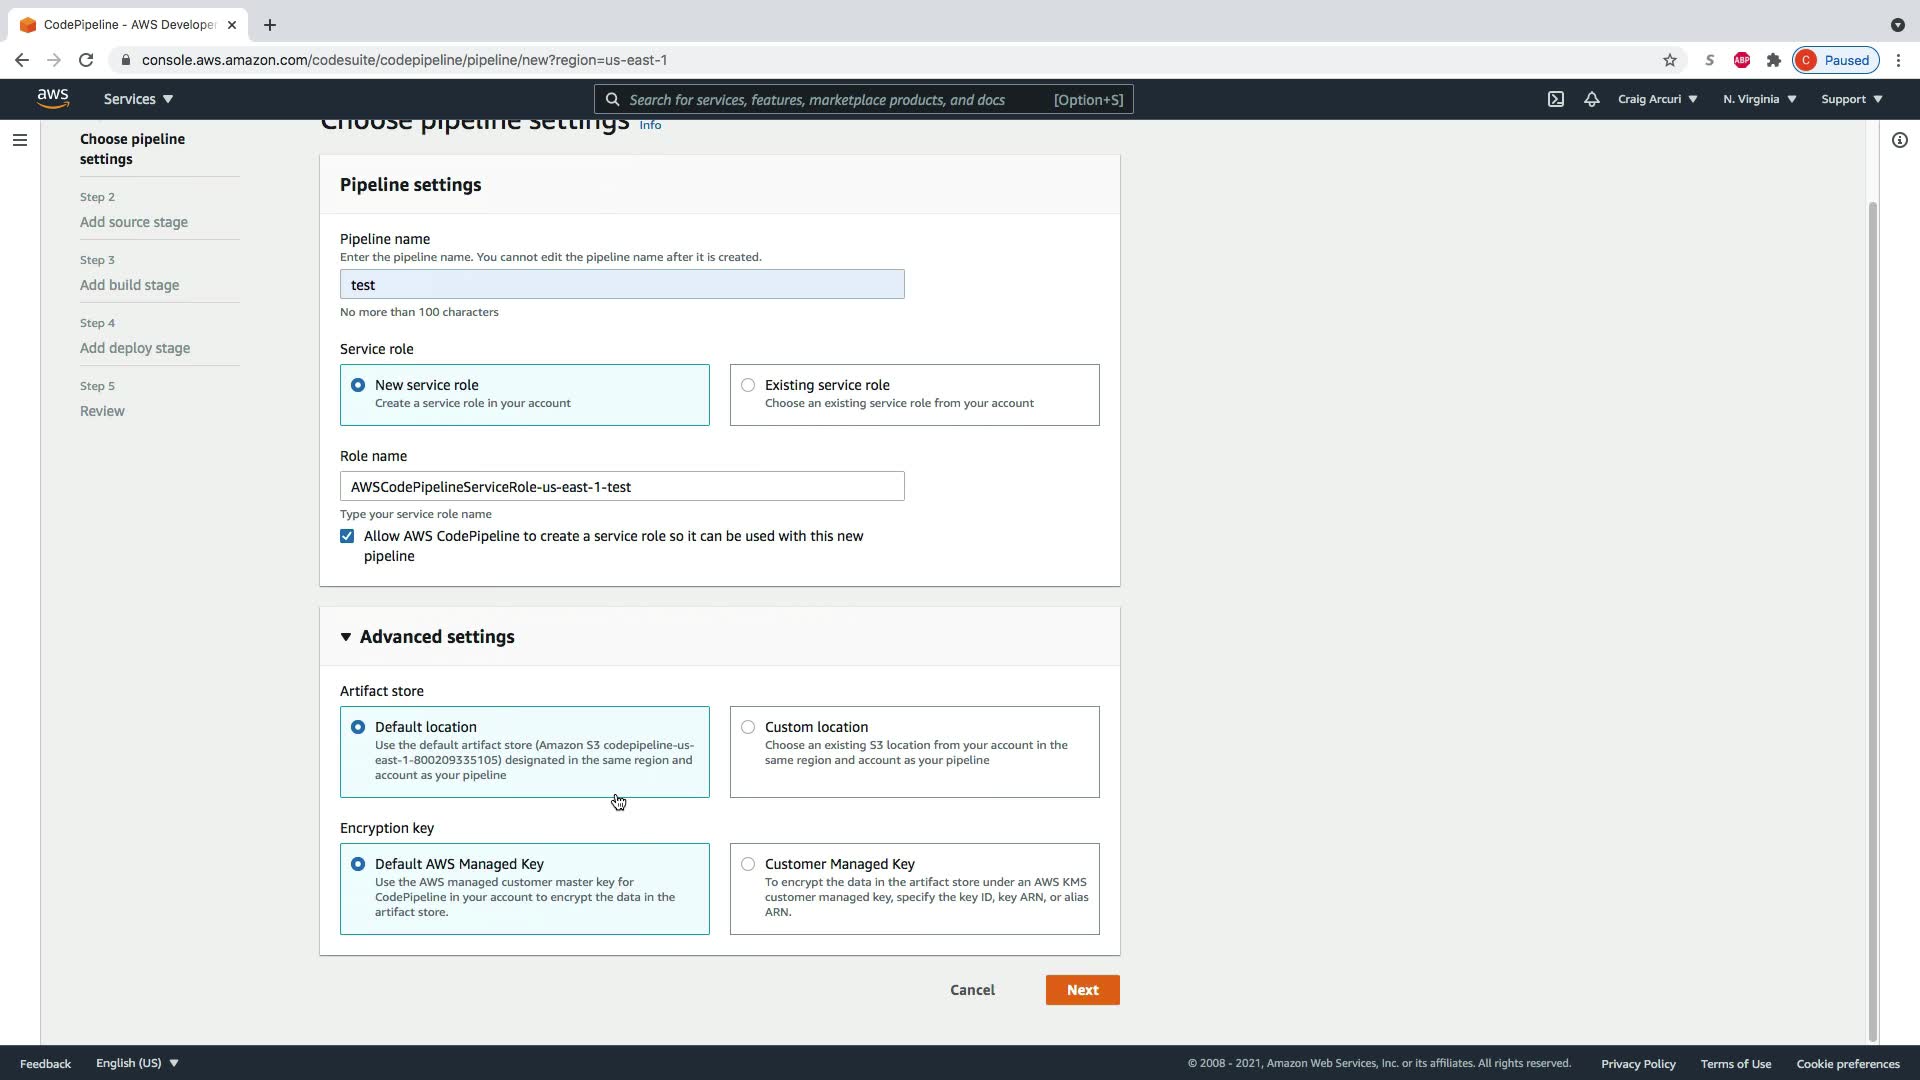 CodePipeline - AWS Developer
console.aws.amazon.com/codesuite/codepipeline/pipeline/new?region=us-east-1
S
ABP
C
Paused
aws
Services
Search for services, features, marketplace products, and docs
[Option+S]
Craig Arcuri
N. Virginia
Support
Choose pipeline settings
Info
Choose pipeline
settings
Step 2
Add source stage
Step 3
Add build stage
Step 4
Add deploy stage
Step 5
Review
Pipeline settings
Pipeline name
Enter the pipeline name. You cannot edit the pipeline name after it is created.
test
No more than 100 characters
Service role
New service role
Create a service role in your account
Existing service role
Choose an existing service role from your account
Role name
AWSCodePipelineServiceRole-us-east-1-test
Type your service role name
Allow AWS CodePipeline to create a service role so it can be used with this new
pipeline
Advanced settings
Artifact store
Default location
Use the default artifact store (Amazon S3 codepipeline-us-
east-1-800209335105) designated in the same region and
account as your pipeline
Custom location
Choose an existing S3 location from your account in the
same region and account as your pipeline
Encryption key
Default AWS Managed Key
Use the AWS managed customer master key for
CodePipeline in your account to encrypt the data in the
artifact store.
Customer Managed Key
To encrypt the data in the artifact store under an AWS KMS
customer managed key, specify the key ID, key ARN, or alias
ARN.
Cancel
Next
Feedback
English (US)
© 2008 - 2021, Amazon Web Services, Inc. or its affiliates. All rights reserved.
Privacy Policy
Terms of Use
Cookie preferences